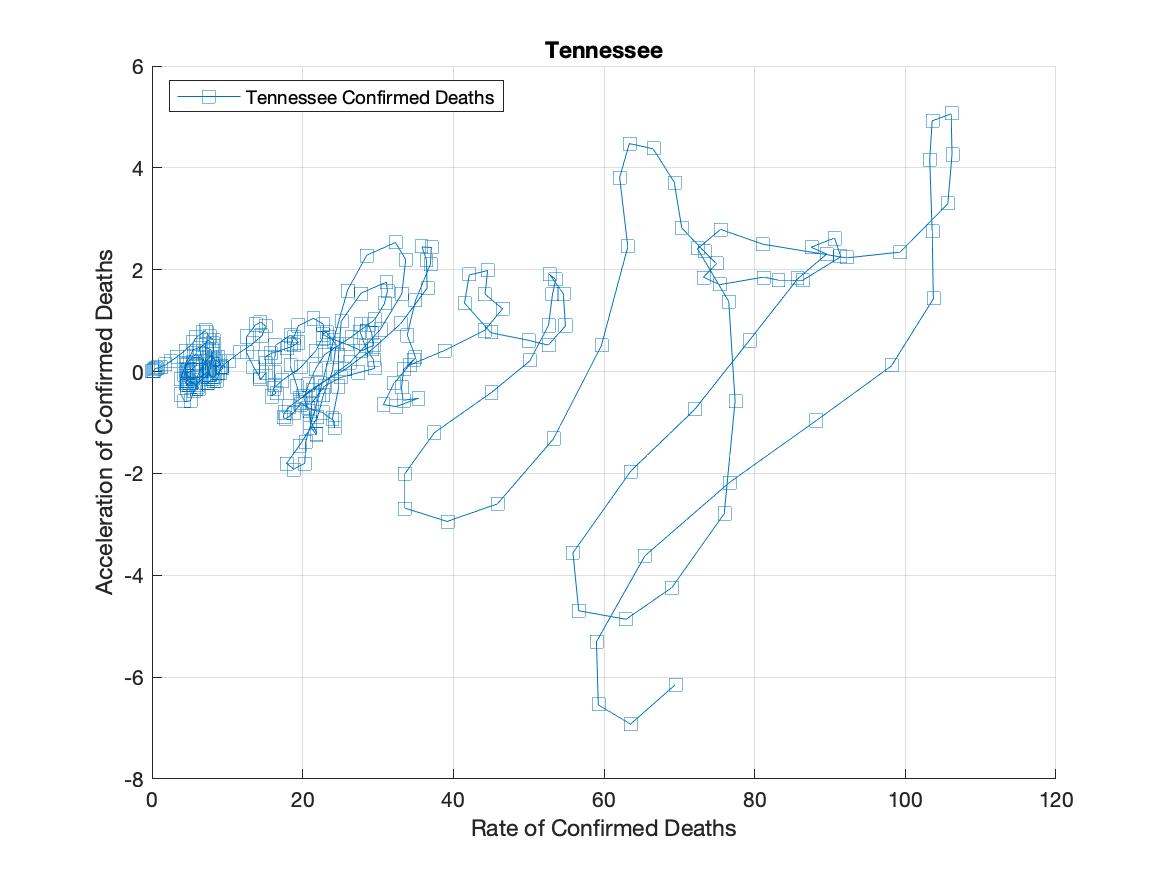 Tennessee
Tennessee Confirmed Deaths
6
4
2
0
-2
-4
-6
-8
Acceleration of Confirmed Deaths
0 20 40 60 80 100 120
Rate of Confirmed Deaths